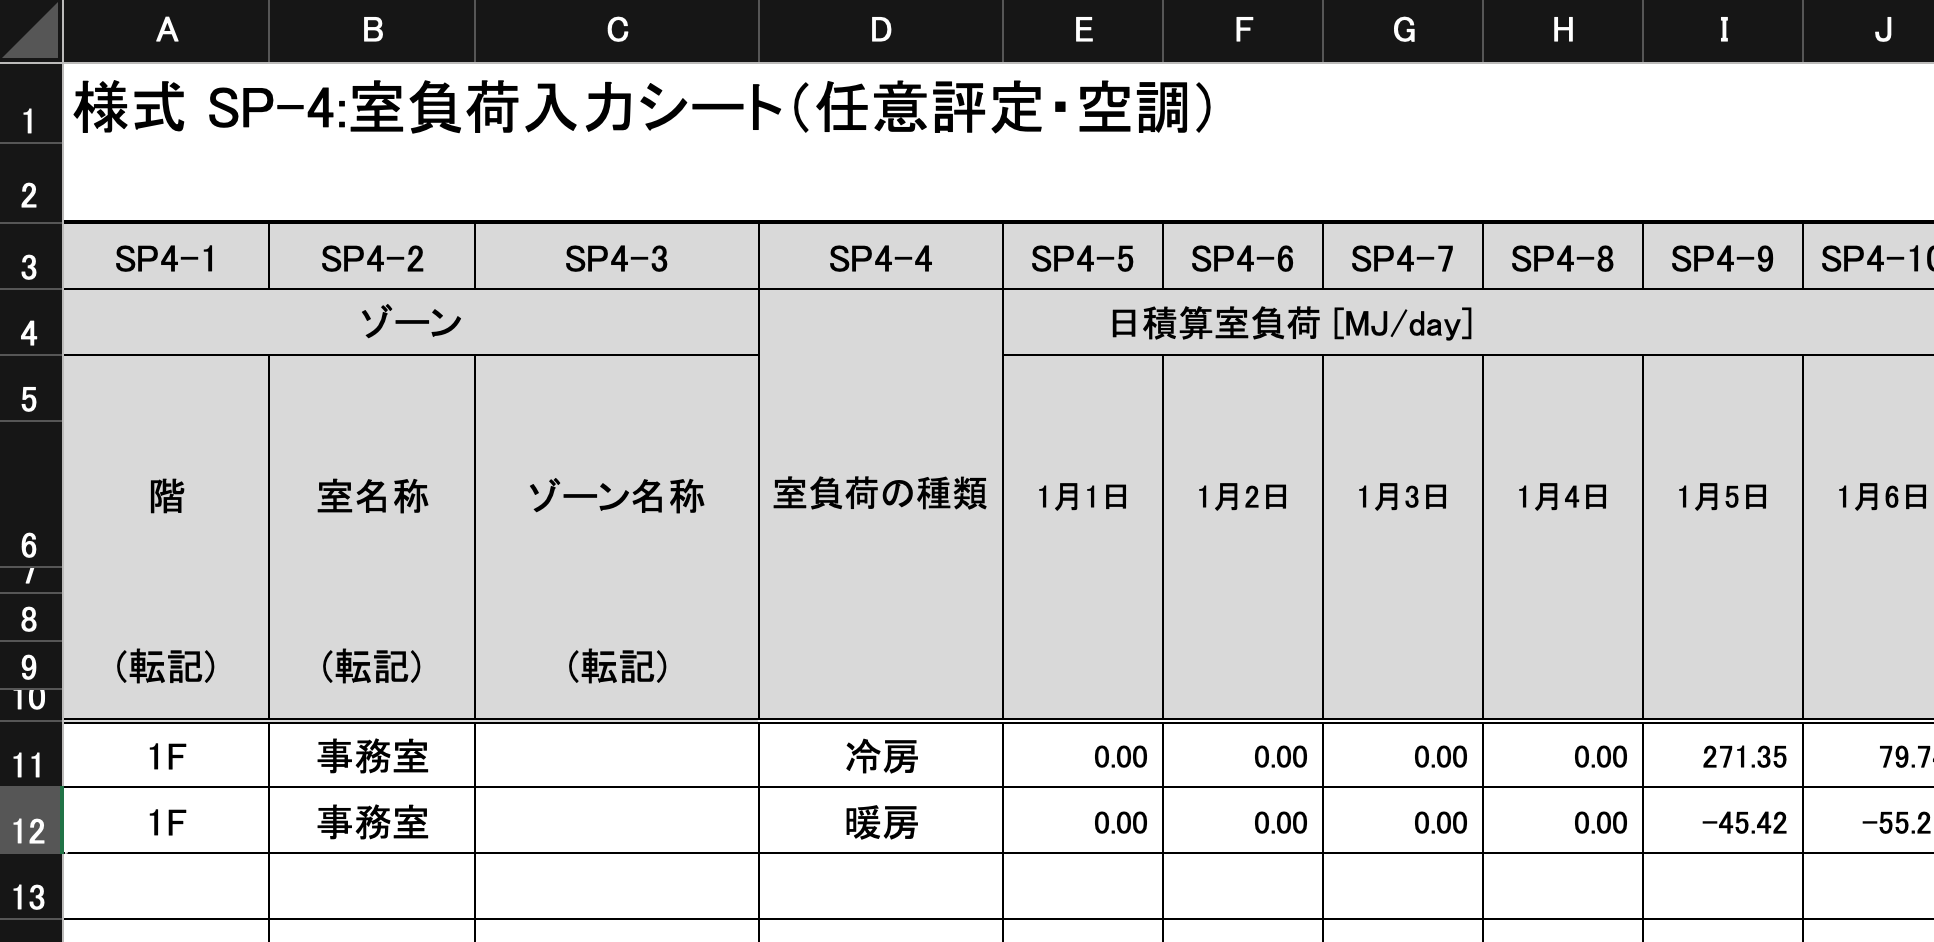 A B C D E F G H I J
1 様式 SP-4:室負荷入力シート(任意評定・空調)
2
3 SP4-1 SP4-2 SP4-3 SP4-4 SP4-5 SP4-6 SP4-7 SP4-8 SP4-9 SP4-10
4 ゾーン 日積算室負荷 [MJ/day]
5
6 階 室名称 ゾーン名称 室負荷の種類 1月1日 1月2日 1月3日 1月4日 1月5日 1月6日
7
8
9 (転記) (転記) (転記)
10
11 1F 事務室 冷房 0.00 0.00 0.00 0.00 271.35 79.7
12 1F 事務室 暖房 0.00 0.00 0.00 0.00 -45.42 -55.2
13